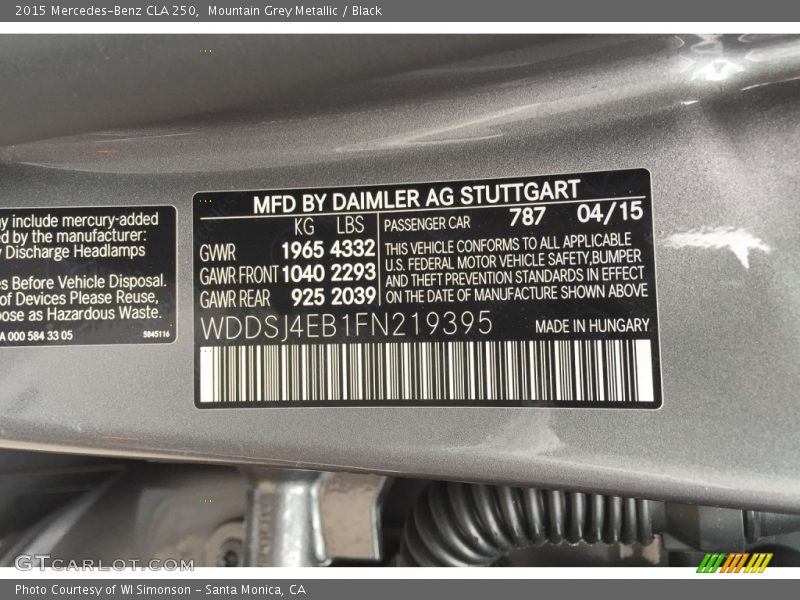 2015 Mercedes-Benz CLA 250,  Mountain Grey Metallic / Black
ay include mercury-added
ed by the manufacturer:
y Discharge Headlamps
es Before Vehicle Disposal.
of Devices Please Reuse,
pose as Hazardous Waste.
A 000 584 33 05
5845116
MFD BY DAIMLER AG STUTTGART
KG LBS
GWR 1965 4332
GAWR FRONT 1040 2293
GAWR REAR 925 2039
PASSENGER CAR 787 04/15
THIS VEHICLE CONFORMS TO ALL APPLICABLE
U.S. FEDERAL MOTOR VEHICLE SAFETY,BUMPER
AND THEFT PREVENTION STANDARDS IN EFFECT
ON THE DATE OF MANUFACTURE SHOWN ABOVE
WDDSJ4EB1FN219395
MADE IN HUNGARY
GTCARLOT.COM
Photo Courtesy of WI Simonson - Santa Monica, CA